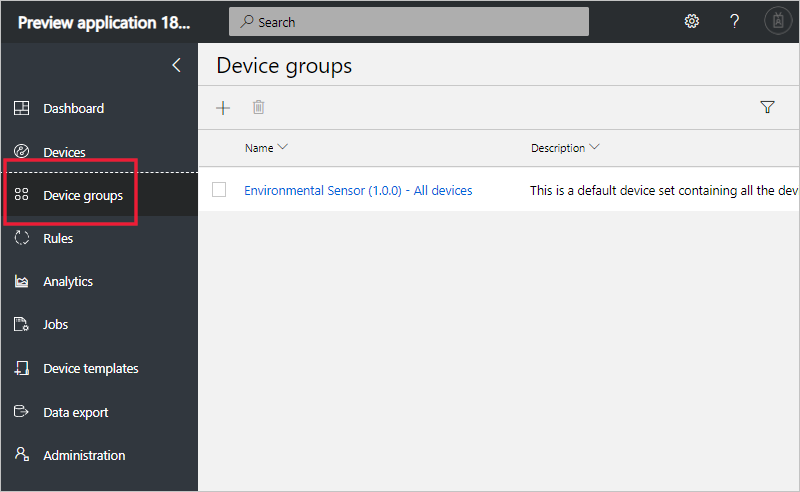 Preview application 18...
Search
?
Device groups
Dashboard
Devices
Device groups
Rules
Analytics
Jobs
Device templates
Data export
Administration
Name
Description
Environmental Sensor (1.0.0) - All devices
This is a default device set containing all the dev